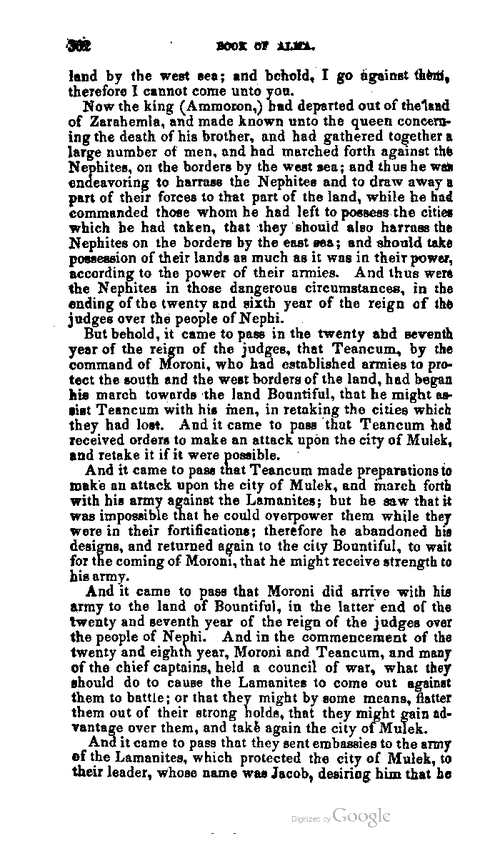 362 BOOK OF ALMA.
land by the west sea; and behold, I go against them,
therefore I cannot come unto you.
Now the king (Ammoron,) had departed out of the land
of Zarahemla, and made known unto the queen concern-
ing the death of his brother, and had gathered together a
large number of men, and had marched forth against the
Nephites, on the borders by the west sea; and thus he was
endeavoring to harrass the Nephites and to draw away a
part of their forces to that part of the land, while he had
commanded those whom he had left to possess the cities
which he had taken, that they should also harrass the
Nephites on the borders by the east sea; and should take
possession of their lands as much as it was in their power,
according to the power of their armies. And thus were
the Nephites in those dangerous circumstances, in the
ending of the twenty and sixth year of the reign of the
judges over the people of Nephi.
But behold, it came to pass in the twenty and seventh
year of the reign of the judges, that Teancum, by the
command of Moroni, who had established armies to pro-
tect the south and the west borders of the land, had began
his march towards the land Bountiful, that he might as-
sist Teancum with his men, in retaking the cities which
they had lost. And it came to pass that Teancum had
received orders to make an attack upon the city of Mulek,
and retake it if it were possible.
And it came to pass that Teancum made preparations to
make an attack upon the city of Mulek, and march forth
with his army against the Lamanites; but he saw that it
was impossible that he could overpower them while they
were in their fortifications; therefore he abandoned his
designs, and returned again to the city Bountiful, to wait
for the coming of Moroni, that he might receive strength to
his army.
And it came to pass that Moroni did arrive with his
army to the land of Bountiful, in the latter end of the
twenty and seventh year of the reign of the judges over
the people of Nephi. And in the commencement of the
twenty and eighth year, Moroni and Teancum, and many
of the chief captains, held a council of war, what they
should do to cause the Lamanites to come out against
them to battle; or that they might by some means, flatter
them out of their strong holds, that they might gain ad-
vantage over them, and take again the city of Mulek.
And it came to pass that they sent embassies to the army
of the Lamanites, which protected the city of Mulek, to
their leader, whose name was Jacob, desiring him that he
Digitized by Google